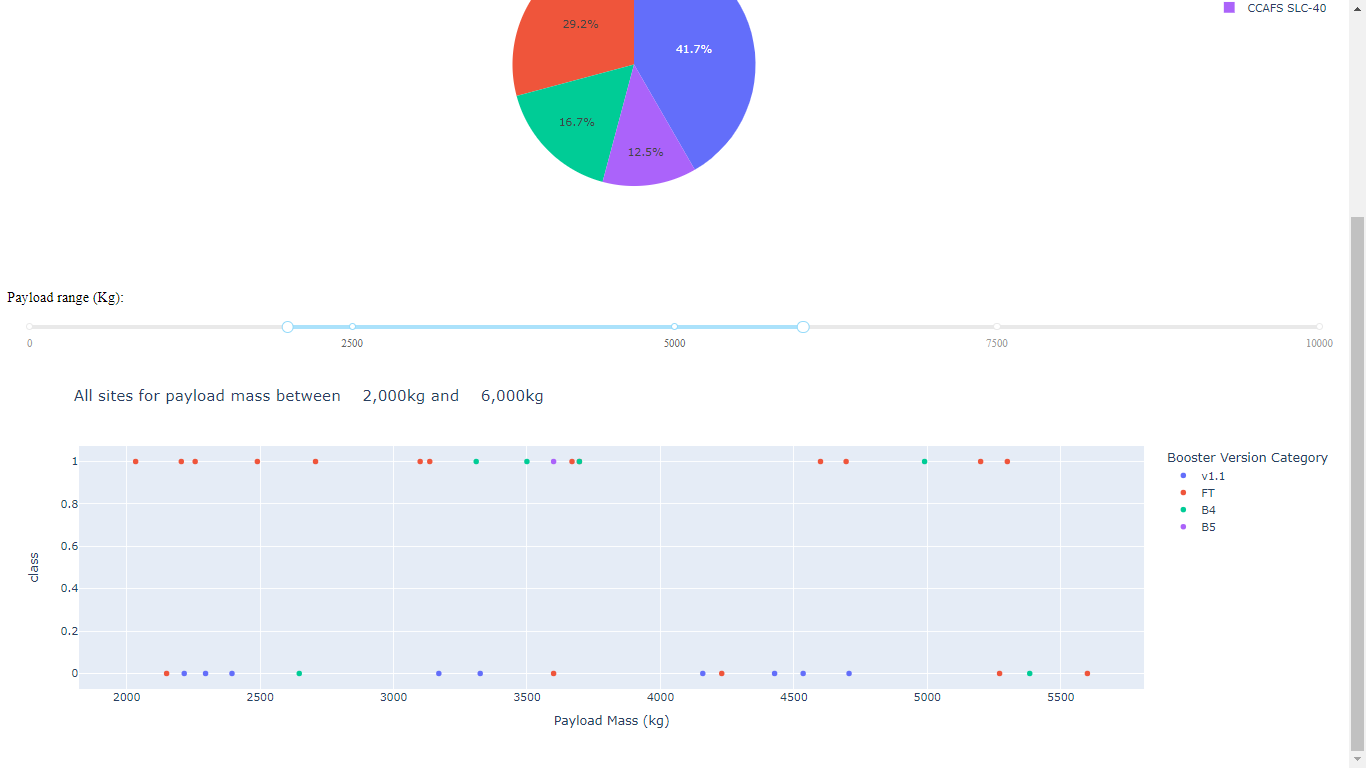 CCAFS SLC-40
29.2%
41.7%
16.7%
12.5%
Payload range (Kg):
0 2500 5000 7500 10000
All sites for payload mass between 2,000kg and 6,000kg
Booster Version Category
v1.1
FT
B4
B5
1
0.8
0.6
0.4
0.2
0
class
2000 2500 3000 3500 4000 4500 5000 5500
Payload Mass (kg)